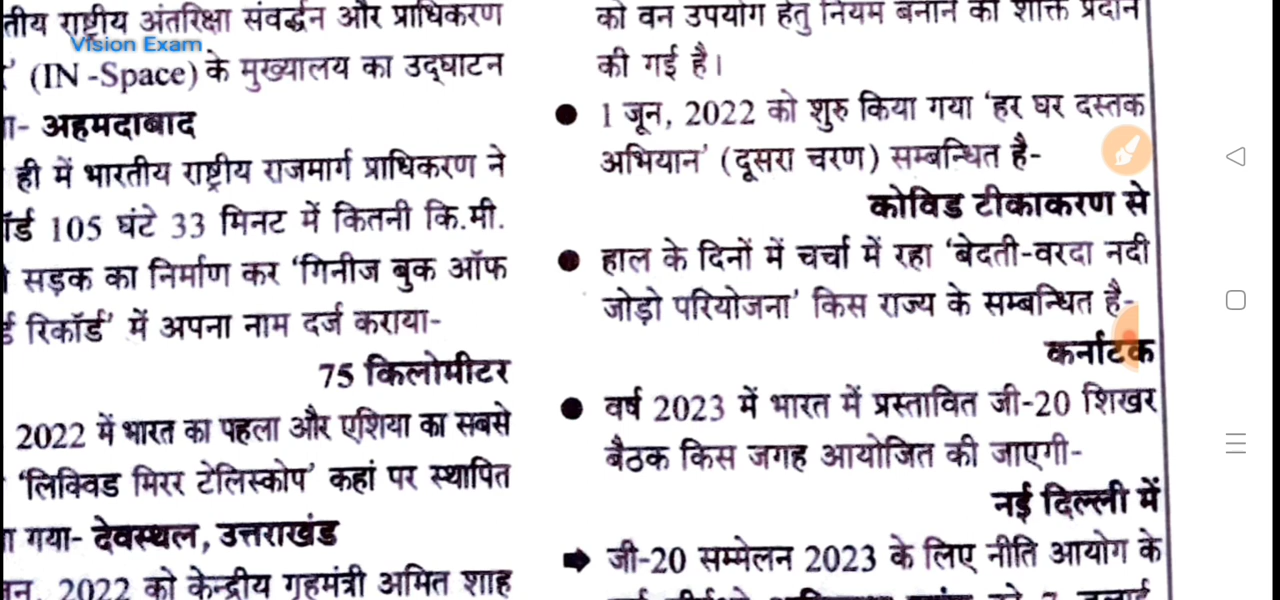 तीय राष्ट्रीय अंतरिक्षा संवर्द्धन और प्राधिकरण
Vision Exam
(IN -Space) के मुख्यालय का उद्घाटन
अहमदाबाद
ही में भारतीय राष्ट्रीय राजमार्ग प्राधिकरण ने
105 घंटे 33 मिनट में कितनी कि.मी.
सड़क का निर्माण कर 'गिनीज बुक ऑफ
रिकॉर्ड' में अपना नाम दर्ज कराया-
75 किलोमीटर
2022 में भारत का पहला और एशिया का सबसे
'लिक्विड मिरर टेलिस्कोप' कहां पर स्थापित
गया- देवस्थल, उत्तराखंड
2022 को केन्द्रीय गृहमंत्री अमित शाह
को वन उपयोग हेतु नियम बनाने की शक्ति प्रदान
की गई है।
● 1 जून, 2022 को शुरु किया गया 'हर घर दस्तक
अभियान' (दूसरा चरण) सम्बन्धित है-
कोविड टीकाकरण से
● हाल के दिनों में चर्चा में रहा 'बेदती-वरदा नदी
जोड़ो परियोजना' किस राज्य के सम्बन्धित है-
कर्नाटक
● वर्ष 2023 में भारत में प्रस्तावित जी-20 शिखर
बैठक किस जगह आयोजित की जाएगी-
नई दिल्ली में
➡ जी-20 सम्मेलन 2023 के लिए नीति आयोग के